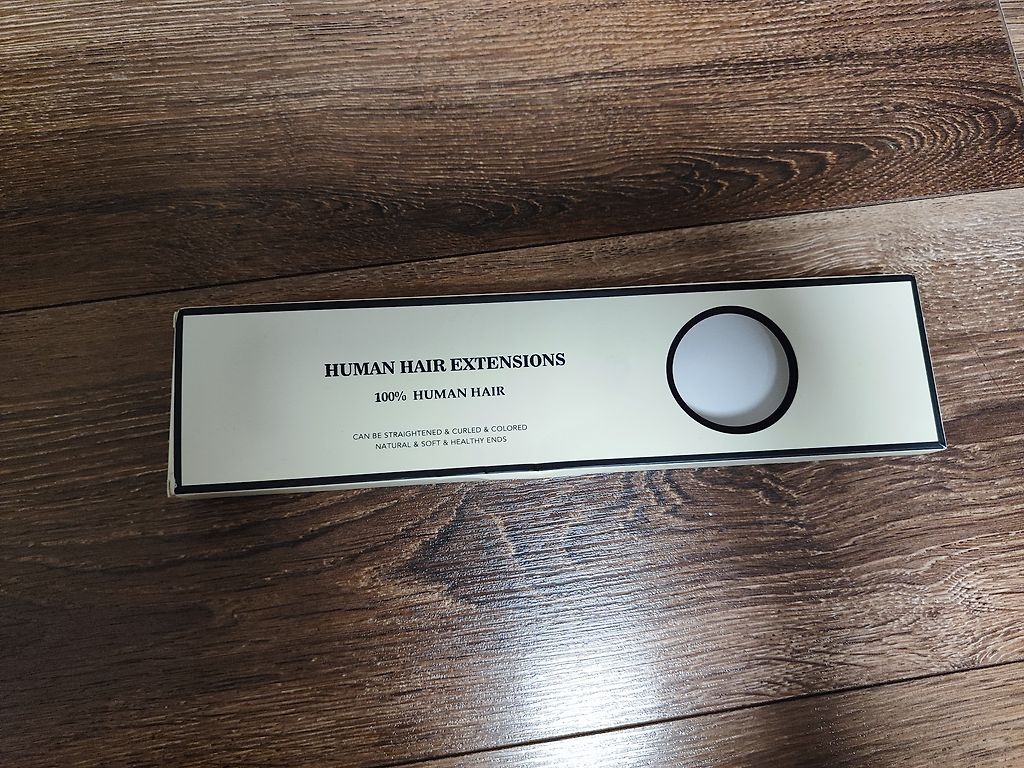 HUMAN HAIR EXTENSIONS
100% HUMAN HAIR
CAN BE STRAIGHTENED & CURLED & COLORED
NATURAL & SOFT & HEALTHY ENDS